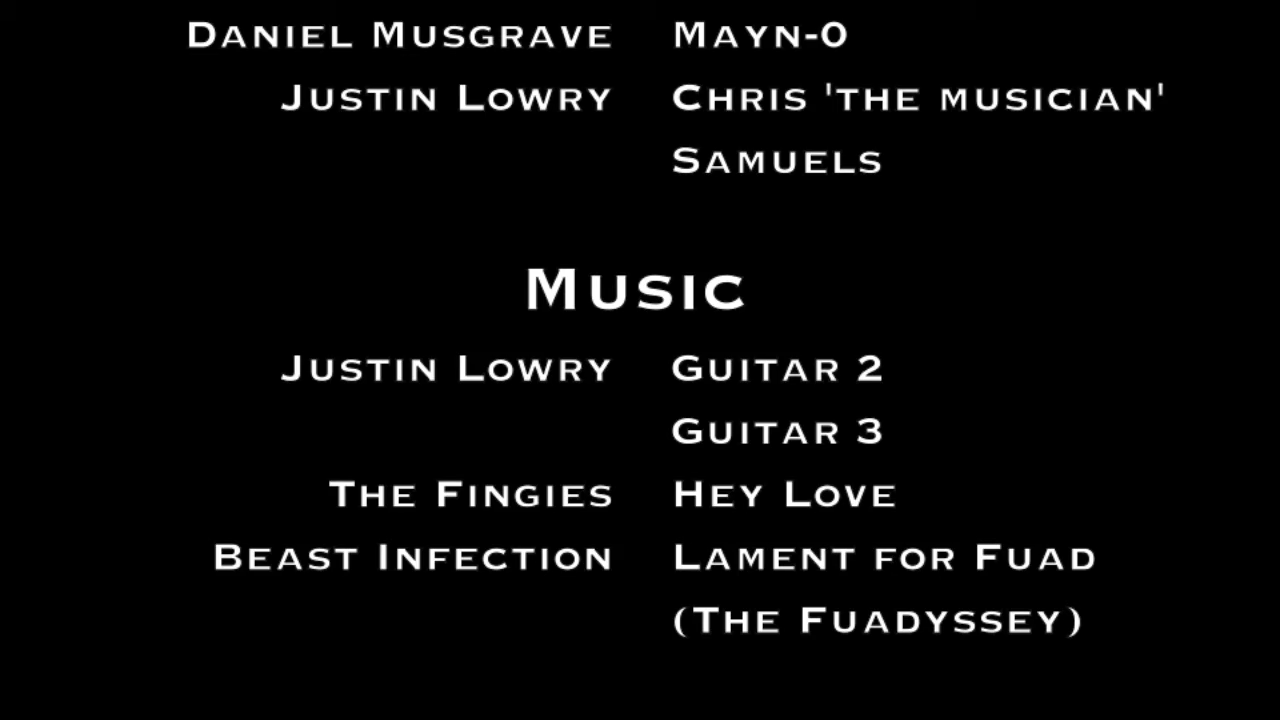 Daniel Musgrave Mayn-O
Justin Lowry Chris 'the musician'
Samuels
Music
Justin Lowry Guitar 2
Guitar 3
The Fingies Hey Love
Beast Infection Lament for Fuad
(The Fuadyssey)